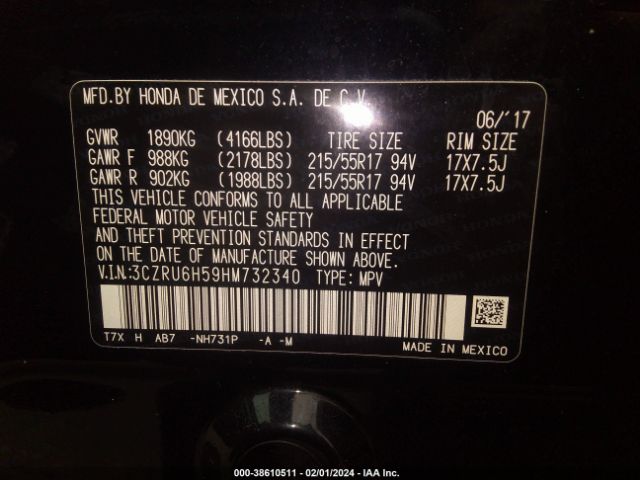 MFD.BY HONDA DE MEXICO S.A. DE C.V.
06/'17
GVWR 1890KG (4166LBS) TIRE SIZE RIM SIZE
GAWR F 988KG (2178LBS) 215/55R17 94V 17X7.5J
GAWR R 902KG (1988LBS) 215/55R17 94V 17X7.5J
THIS VEHICLE CONFORMS TO ALL APPLICABLE
FEDERAL MOTOR VEHICLE SAFETY
AND THEFT PREVENTION STANDARDS IN EFFECT
ON THE DATE OF MANUFACTURE SHOWN ABOVE.
V.I.N:3CZRU6H59HM732340 TYPE: MPV
T7X H AB7 -NH731P -A -M
MADE IN MEXICO
000-38610511 - 02/01/2024 - IAA Inc.